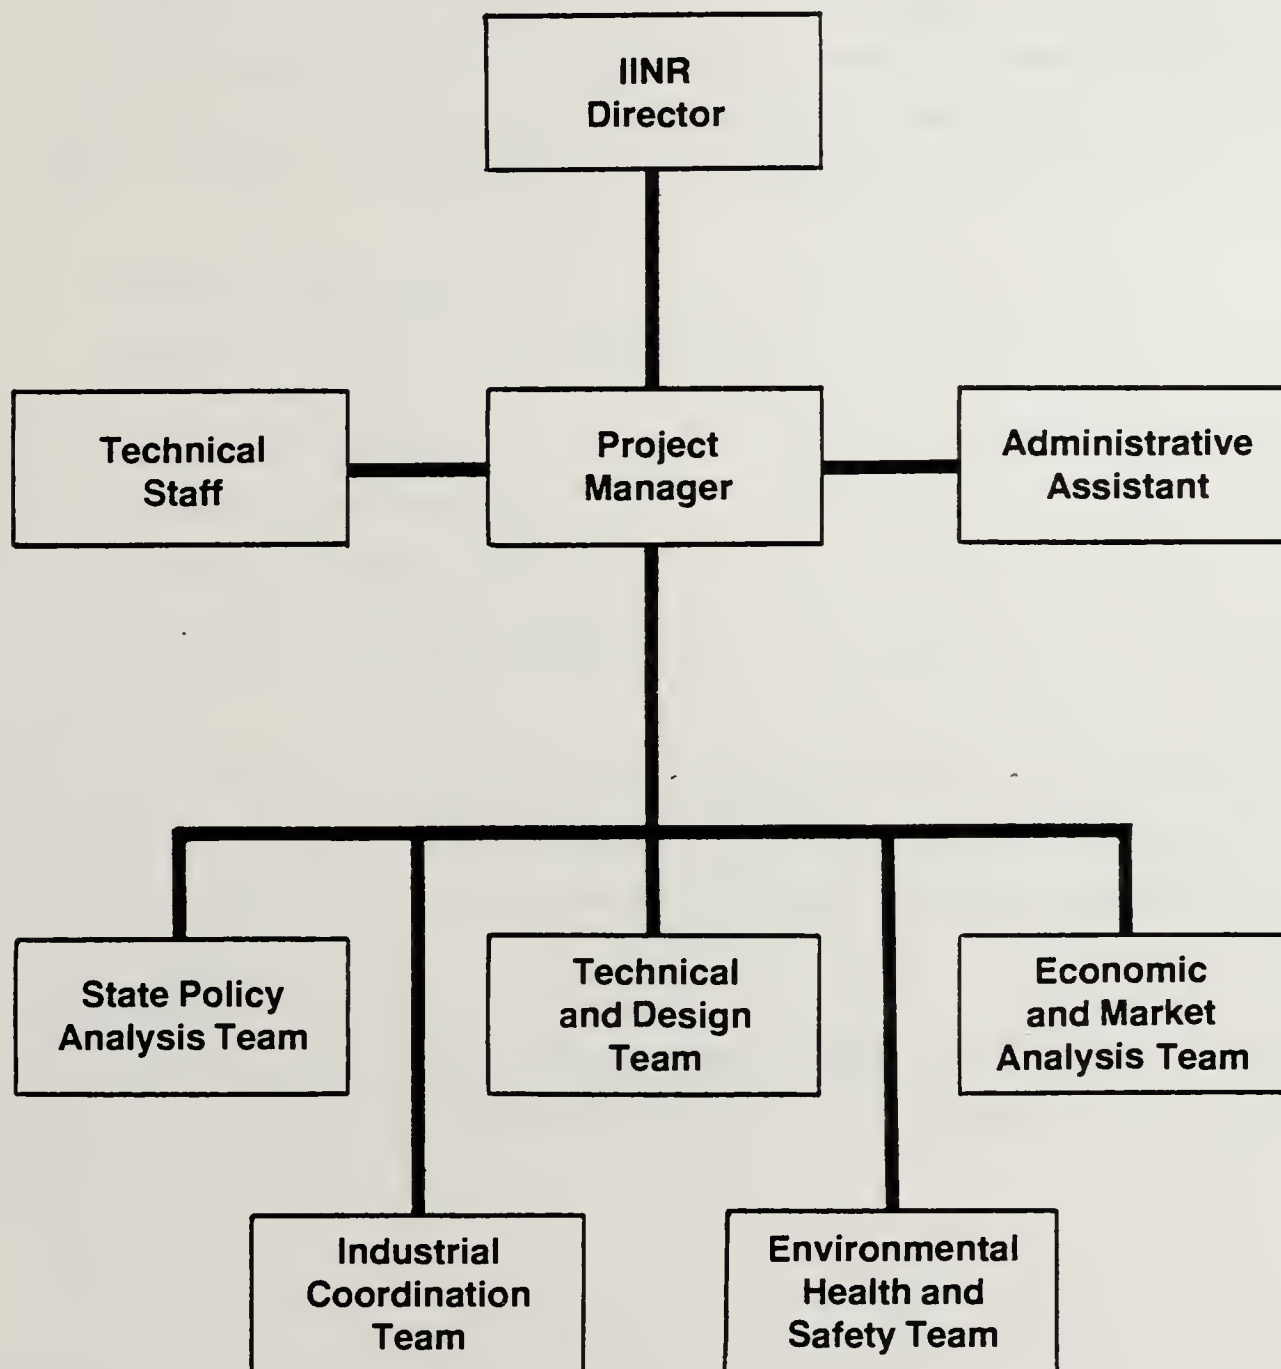 IINR
Director
Technical
Staff
Project
Manager
Administrative
Assistant
State Policy
Analysis Team
Technical
and Design
Team
Economic
and Market
Analysis Team
Industrial
Coordination
Team
Environmental
Health and
Safety Team